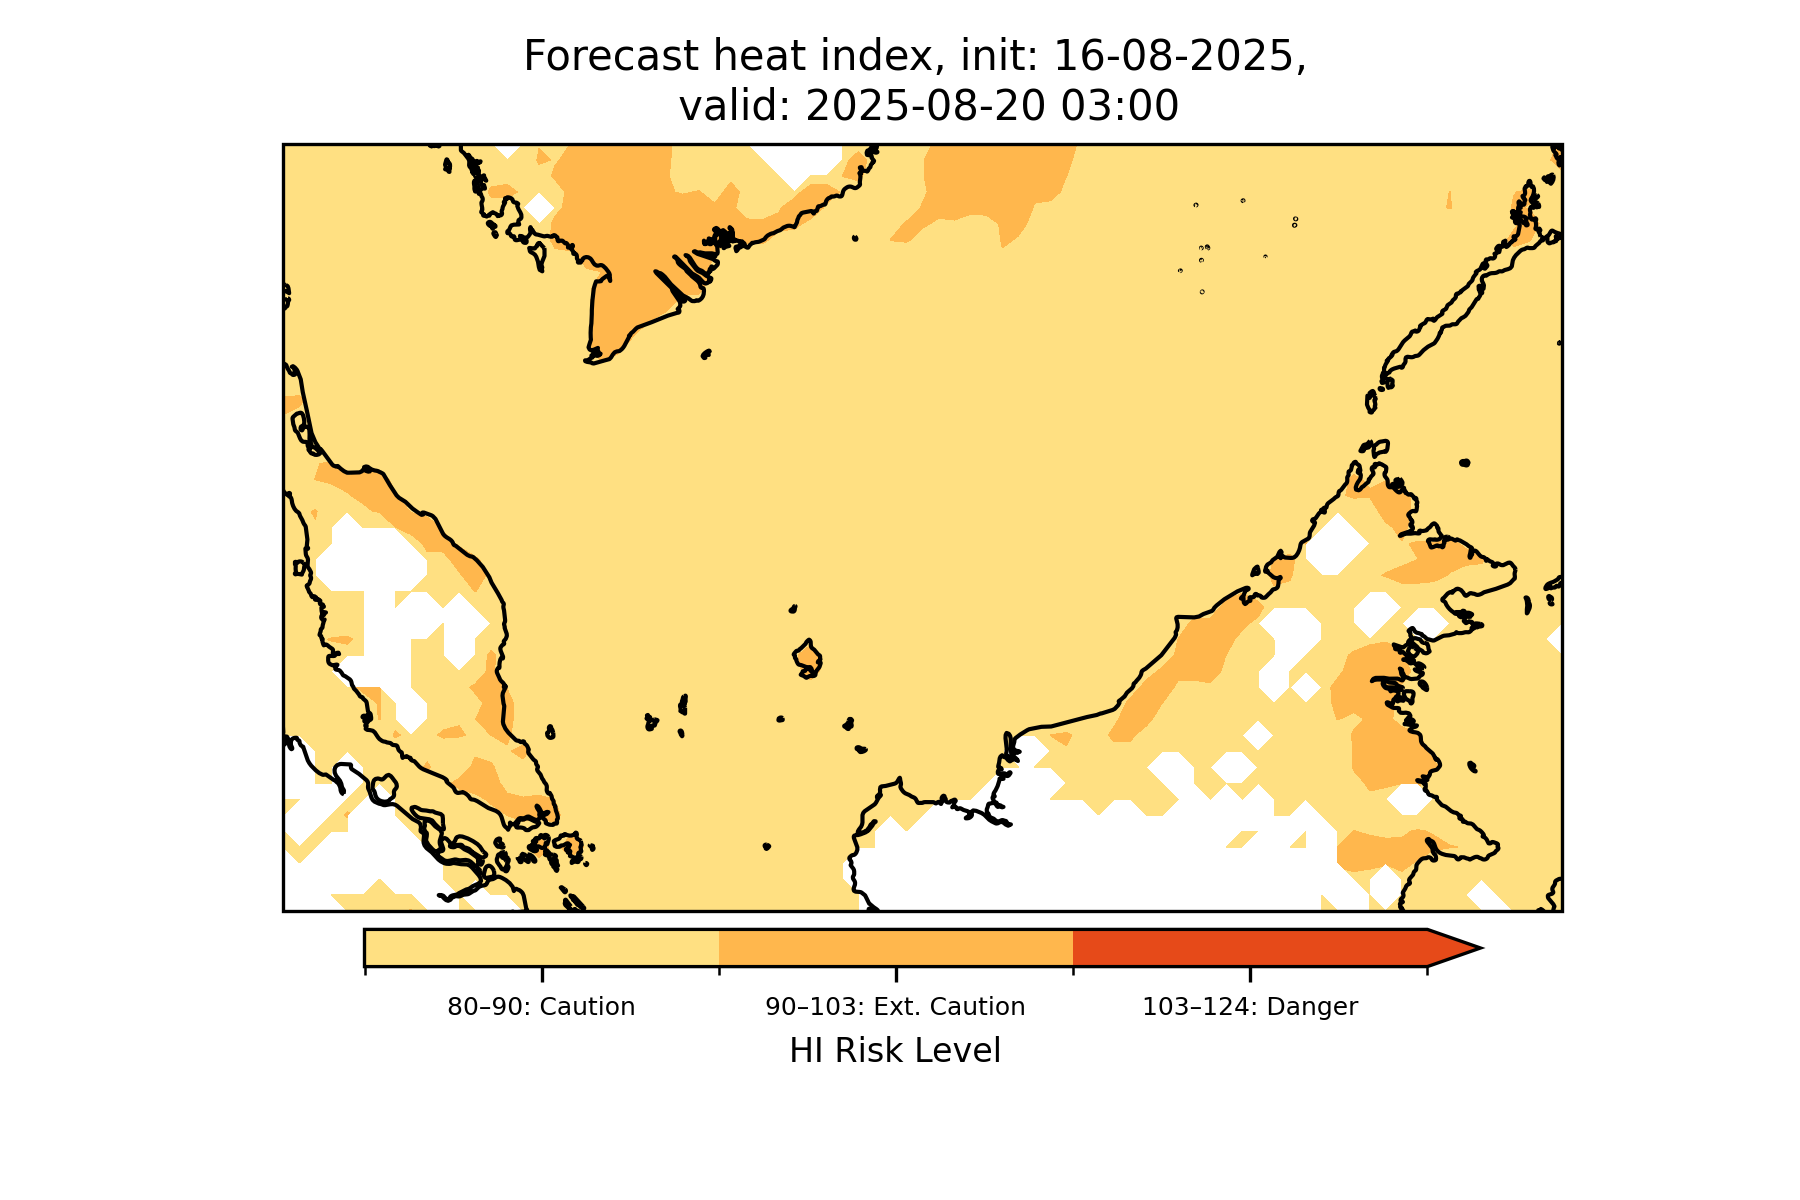 Forecast heat index, init: 16-08-2025,
valid: 2025-08-20 03:00
80–90: Caution
90–103: Ext. Caution
103–124: Danger
HI Risk Level